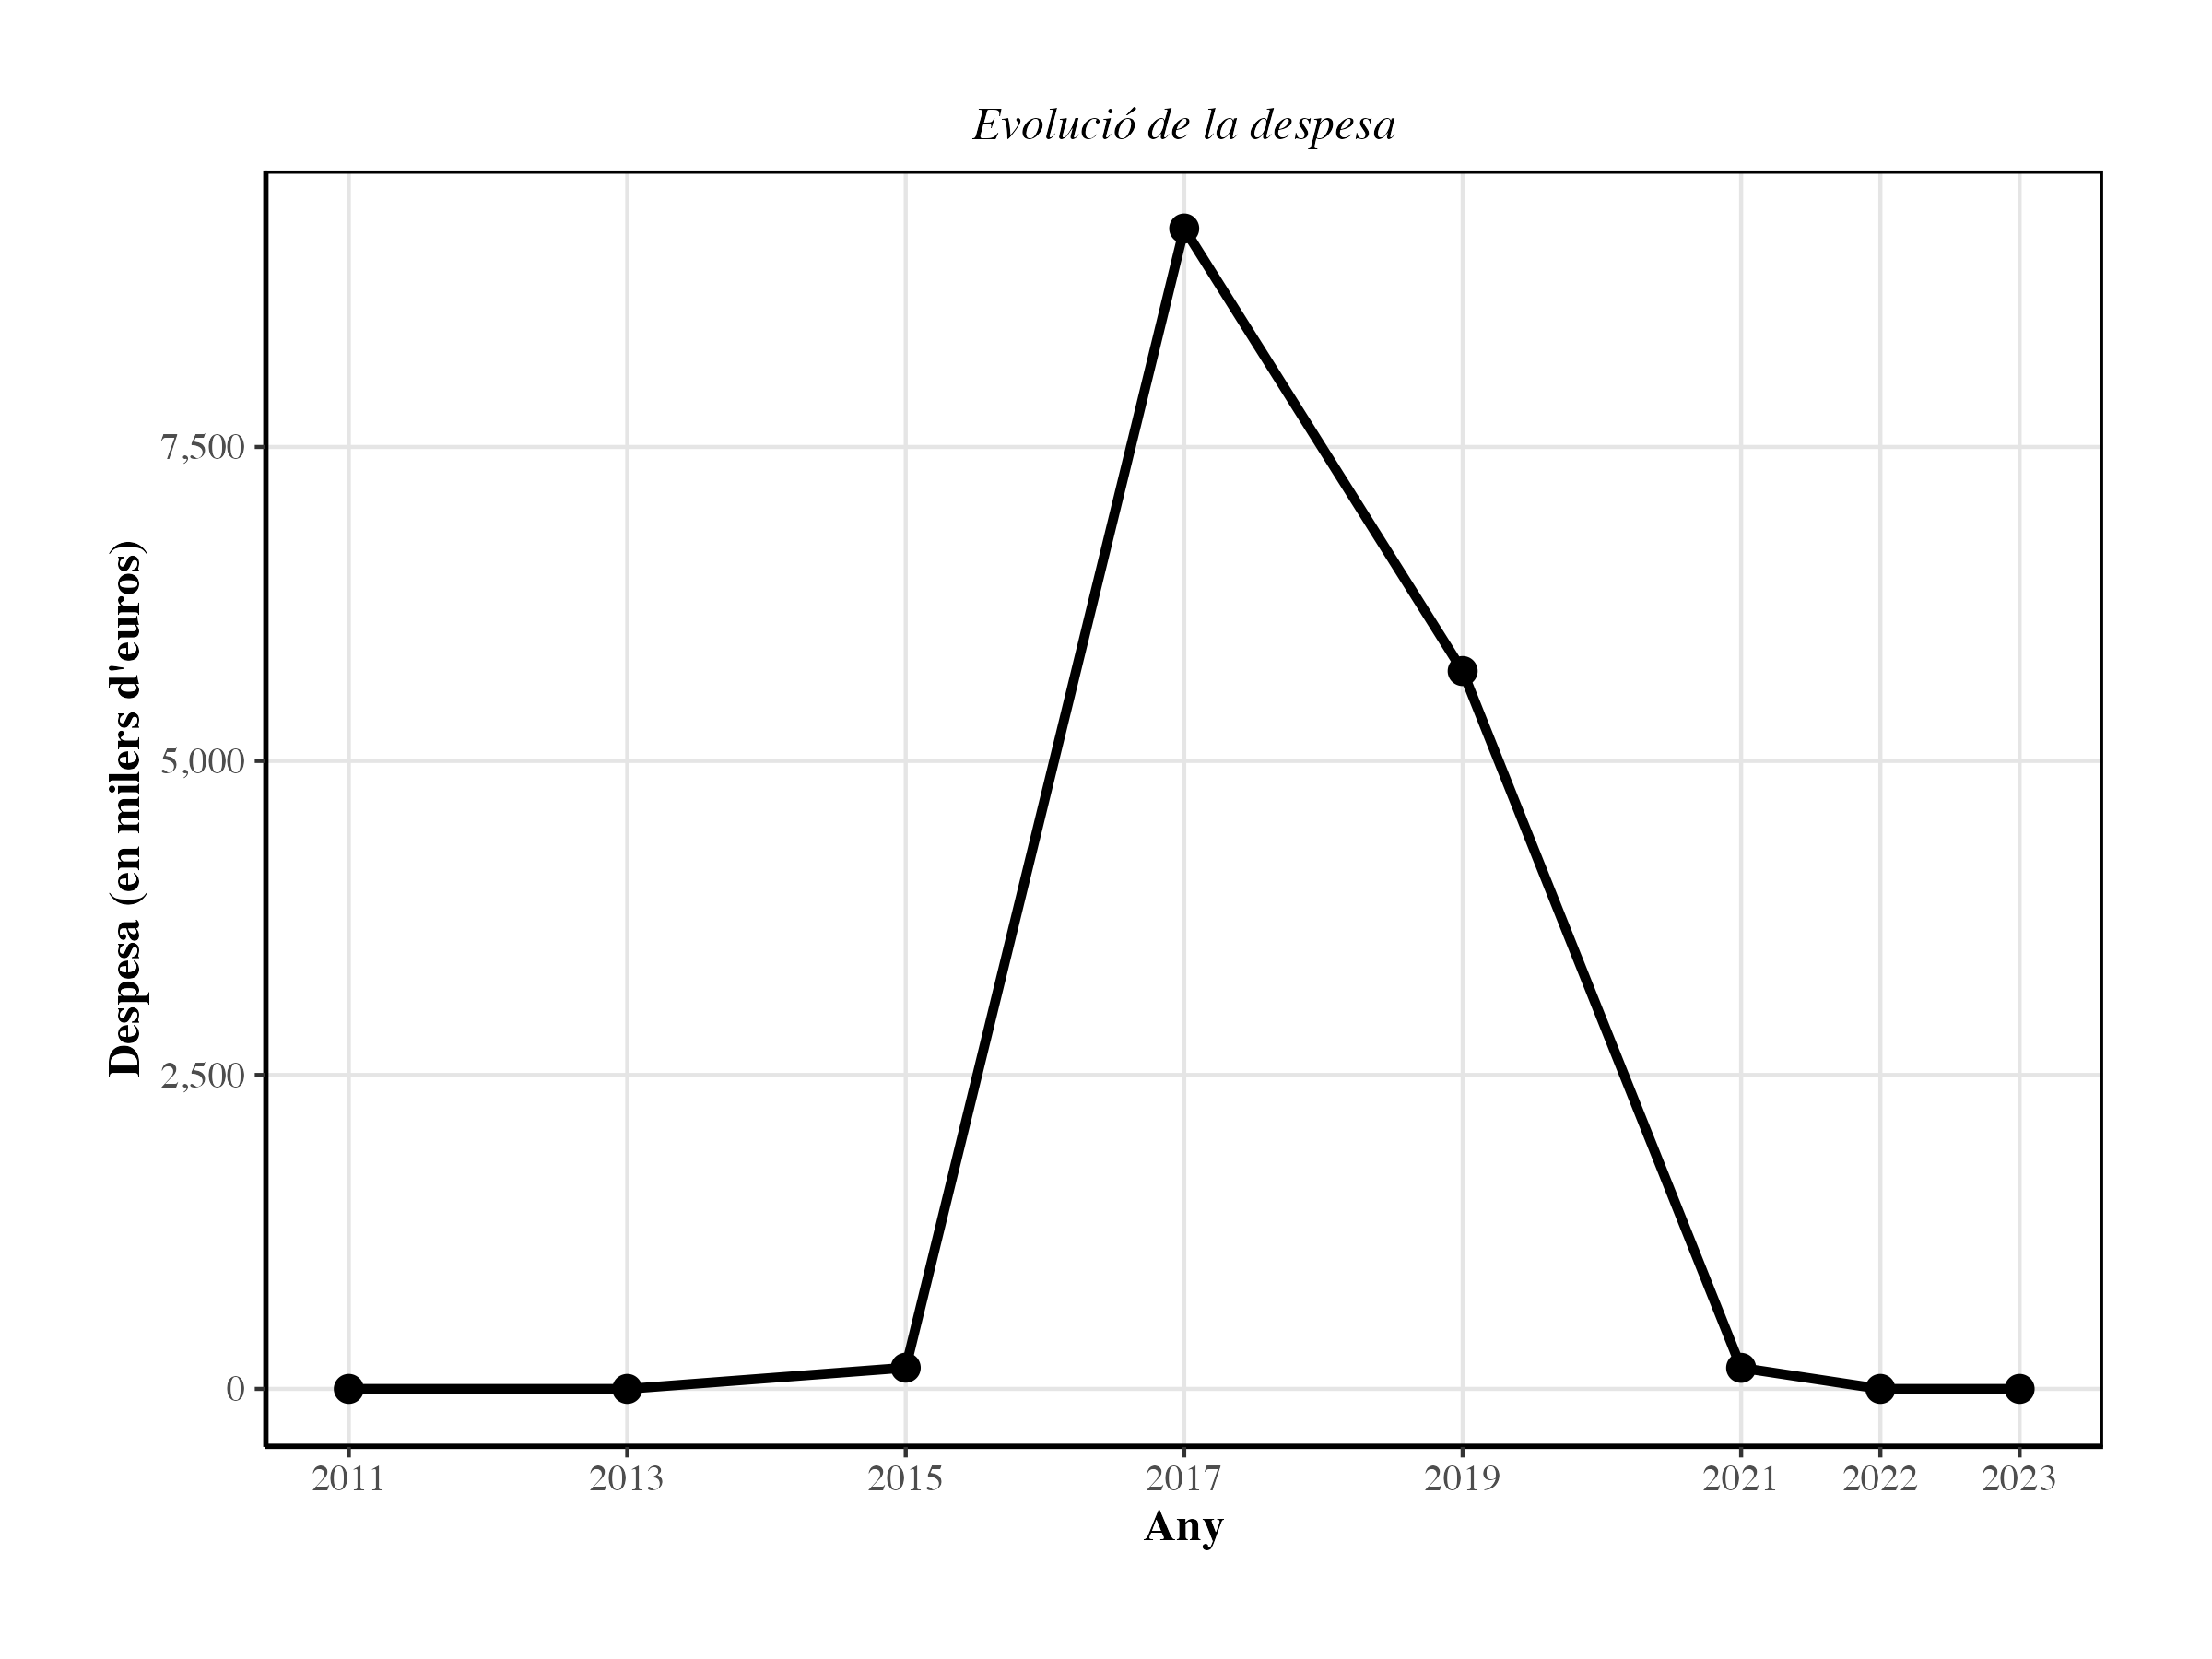 Evolució de la despesa
Despesa (en milers d'euros)
7,500
5,000
2,500
0
2011 2013 2015 2017 2019 2021 2022 2023
Any